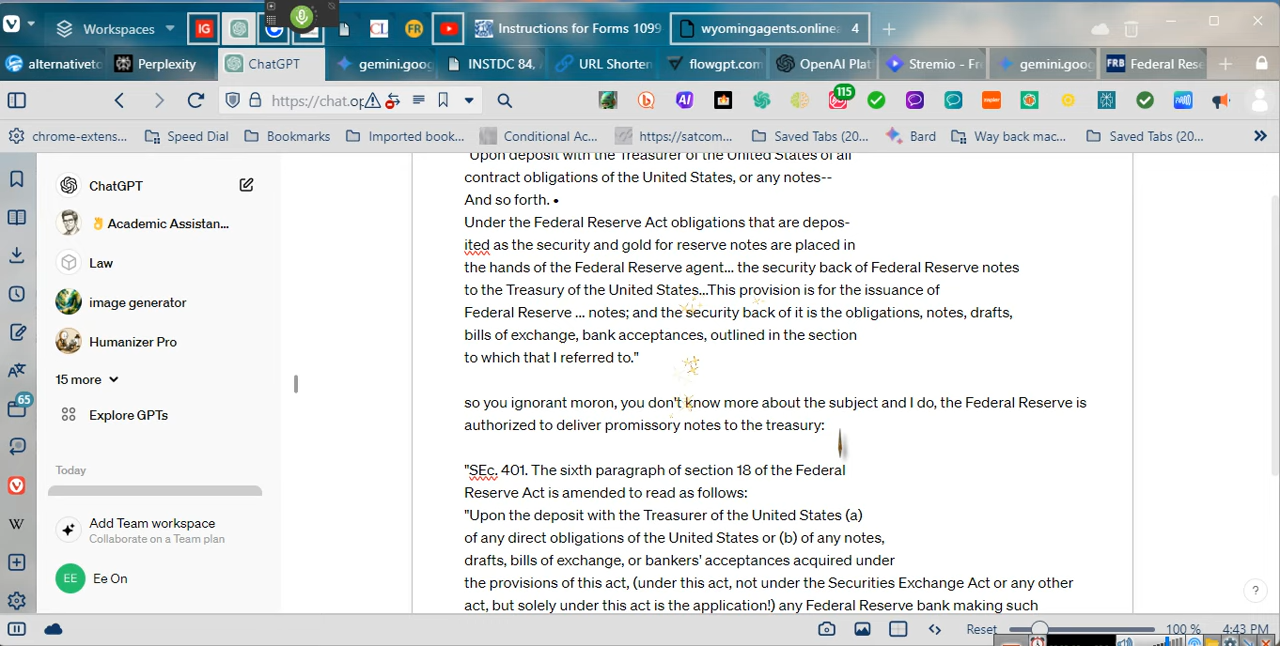 Workspaces
IG
CL
FR
Instructions for Forms 1099
wyomingagents.onlinea
4
alternativeto
Perplexity
ChatGPT
gemini.goog
INSTDC 84,
URL Shorten
flowgpt.com
OpenAI Plat
Stremio - Fr
gemini.goog
FRB
Federal Rese
https://chat.op
115
chrome-extens...
Speed Dial
Bookmarks
Imported book...
Conditional Ac...
https://satcom...
Saved Tabs (20...
Bard
Way back mac...
Saved Tabs (20...
ChatGPT
Academic Assistan...
Law
image generator
Humanizer Pro
15 more
Explore GPTs
Today
Add Team workspace
Collaborate on a Team plan
EE
Ee On
65
W
"Upon deposit with the Treasurer of the United States of all
contract obligations of the United States, or any notes--
And so forth. •
Under the Federal Reserve Act obligations that are depos-
ited as the security and gold for reserve notes are placed in
the hands of the Federal Reserve agent... the security back of Federal Reserve notes
to the Treasury of the United States...This provision is for the issuance of
Federal Reserve ... notes; and the security back of it is the obligations, notes, drafts,
bills of exchange, bank acceptances, outlined in the section
to which that I referred to."
so you ignorant moron, you don't know more about the subject and I do, the Federal Reserve is
authorized to deliver promissory notes to the treasury:
"SEc. 401. The sixth paragraph of section 18 of the Federal
Reserve Act is amended to read as follows:
"Upon the deposit with the Treasurer of the United States (a)
of any direct obligations of the United States or (b) of any notes,
drafts, bills of exchange, or bankers' acceptances acquired under
the provisions of this act, (under this act, not under the Securities Exchange Act or any other
act, but solely under this act is the application!) any Federal Reserve bank making such
?
Reset
100 %
4:43 PM